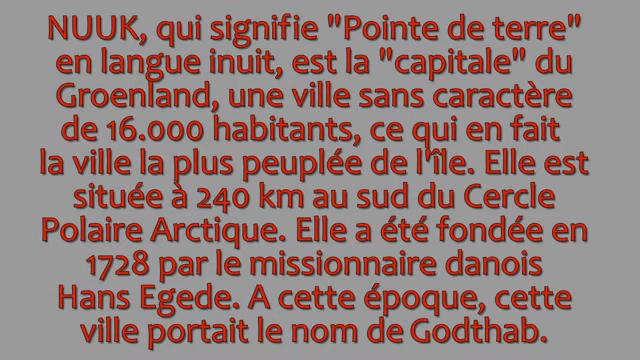 NUUK, qui signifie "Pointe de terre"
en langue inuit, est la "capitale" du
Groenland, une ville sans caractère
de 16.000 habitants, ce qui en fait
la ville la plus peuplée de l'île. Elle est
située à 240 km au sud du Cercle
Polaire Arctique. Elle a été fondée en
1728 par le missionnaire danois
Hans Egede. A cette époque, cette
ville portait le nom de Godthab.